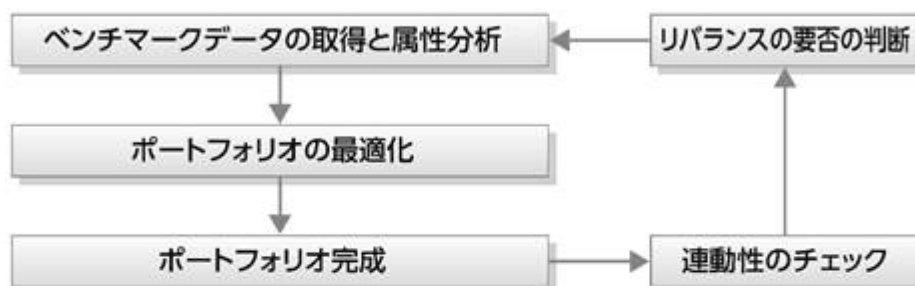 ベンチマークデータの取得と属性分析
リバランスの要否の判断
ポートフォリオの最適化
ポートフォリオ完成
連動性のチェック